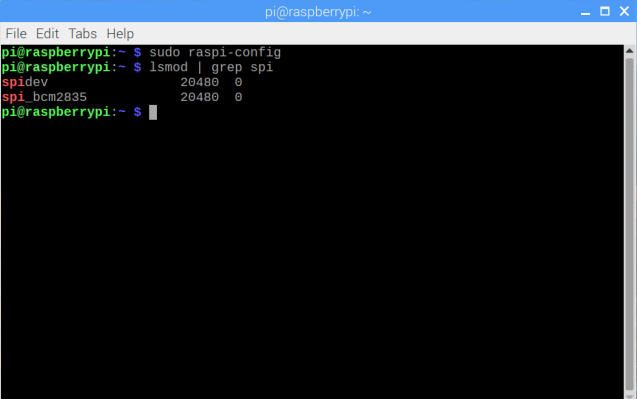 pi@raspberrypi: ~
File Edit Tabs Help
pi@raspberrypi:~ $ sudo raspi-config
pi@raspberrypi:~ $ lsmod | grep spi
spidev                 20480  0
spi_bcm2835            20480  0
pi@raspberrypi:~ $